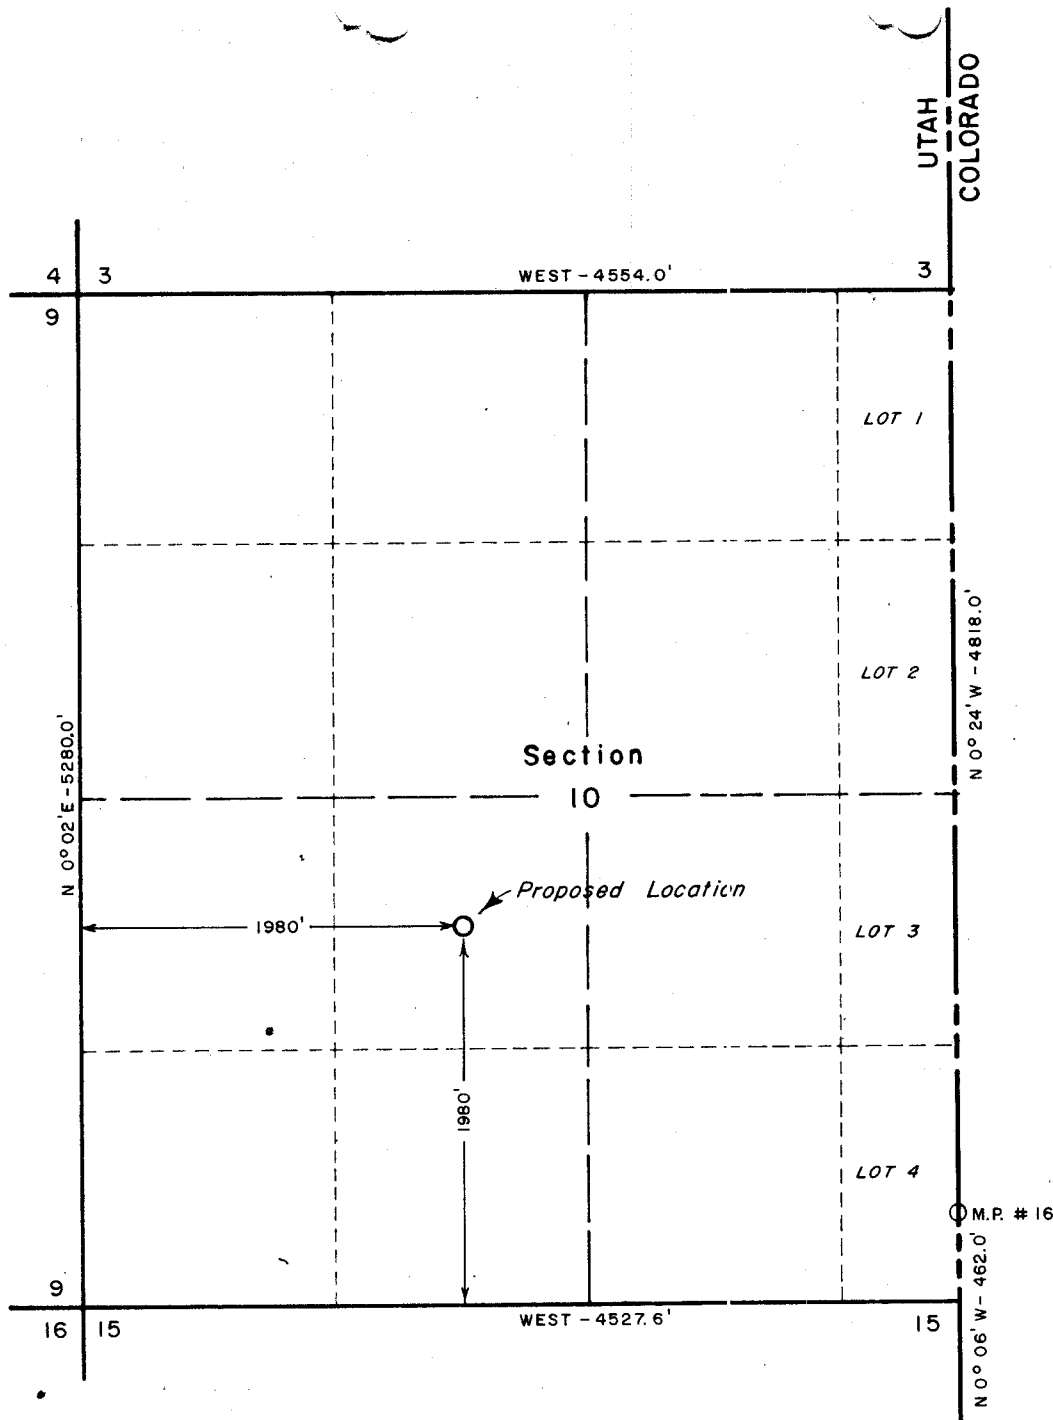 UTAH
COLORADO
4 3
WEST - 4554.0'
3
9
LOT 1
N 0° 24' W - 4818.0'
LOT 2
N 0° 02' E - 5280.0'
Section
10
Proposed Location
1980'
LOT 3
1980'
LOT 4
M.P. # 16
N 0° 06' W - 462.0'
9
16 15
WEST - 4527.6'
15